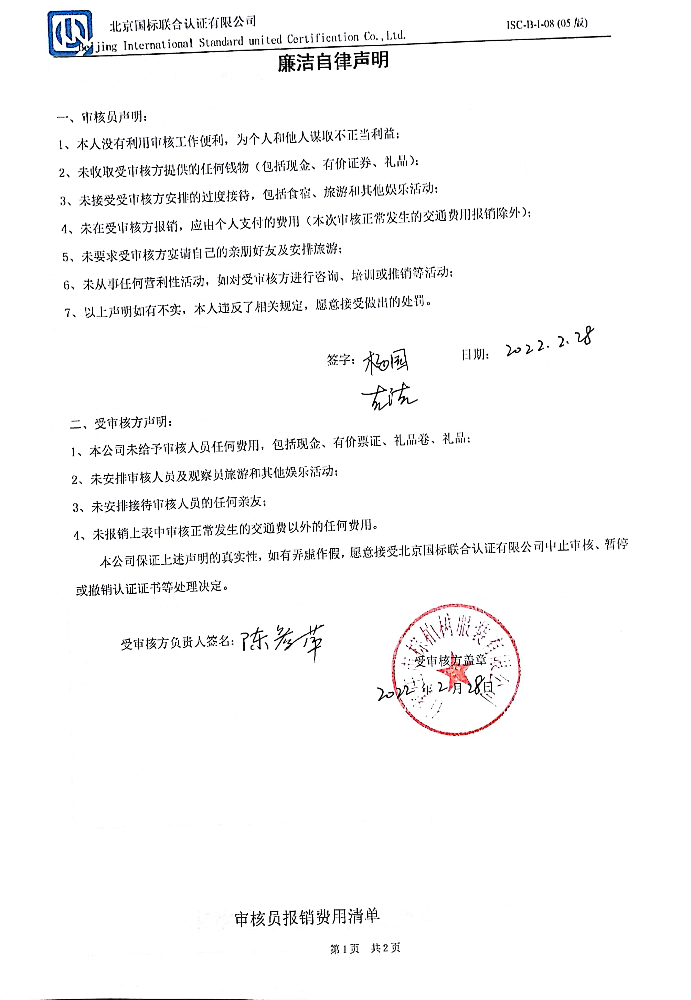 北京国标联合认证有限公司
ISC-B-I-08 (05 版)
Beijing International Standard united Certification Co.,Ltd.
廉洁自律声明
一、审核员声明：
1、本人没有利用审核工作便利，为个人和他人谋取不正当利益；
2、未收取受审核方提供的任何钱物（包括现金、有价证券、礼品）；
3、未接受受审核方安排的过度接待，包括食宿、旅游和其他娱乐活动；
4、未在受审核方报销，应由个人支付的费用（本次审核正常发生的交通费用报销除外）；
5、未要求受审核方宴请自己的亲朋好友及安排旅游；
6、未从事任何营利性活动，如对受审核方进行咨询、培训或推销等活动；
7、以上声明如有不实，本人违反了相关规定，愿意接受做出的处罚。
签字：杨园 日期：2022.2.28
二、受审核方声明：
1、本公司未给予审核人员任何费用，包括现金、有价票证、礼品卷、礼品；
2、未安排审核人员及观察员旅游和其他娱乐活动；
3、未安排接待审核人员的任何亲友；
4、未报销上表中审核正常发生的交通费以外的任何费用。
本公司保证上述声明的真实性，如有弄虚作假，愿意接受北京国标联合认证有限公司中止审核、暂停
或撤销认证证书等处理决定。
受审核方负责人签名：陈
植树服装有限公司
受审核方盖章
2022年2月28日
审核员报销费用清单
第1页 共2页